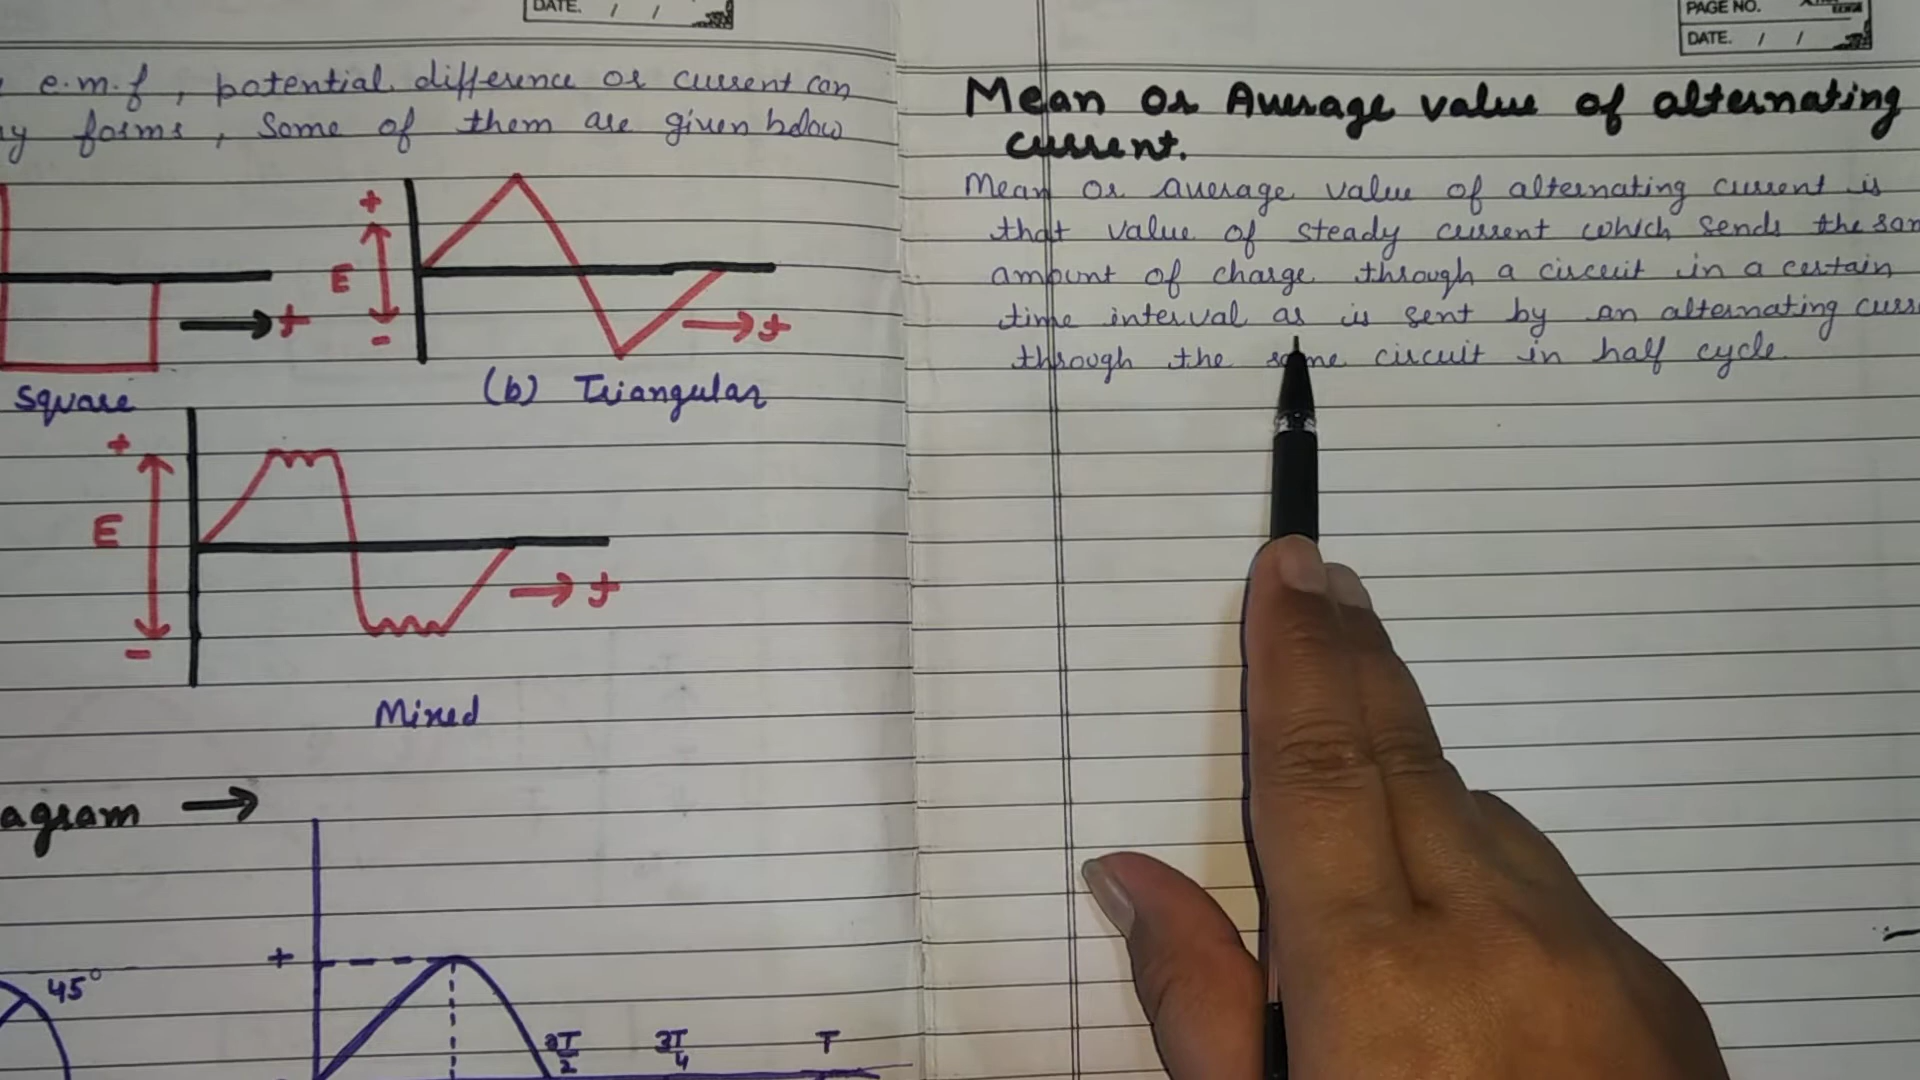 DATE. / /
e.m.f , potential difference or current can
forms , Some of them are given below
+
E
-
t
Square
+
E
-
t
(b) Triangular
+
E
-
t
Mixed
agram →
+
45°
2T/2
3T/4
T
PAGE NO.
DATE. / /
Mean or Average value of alternating
current.
Mean or average value of alternating current is
that value of steady current which sends the sam
amount of charge through a circuit in a certain
time interval as is sent by an alternating curr
through the same circuit in half cycle